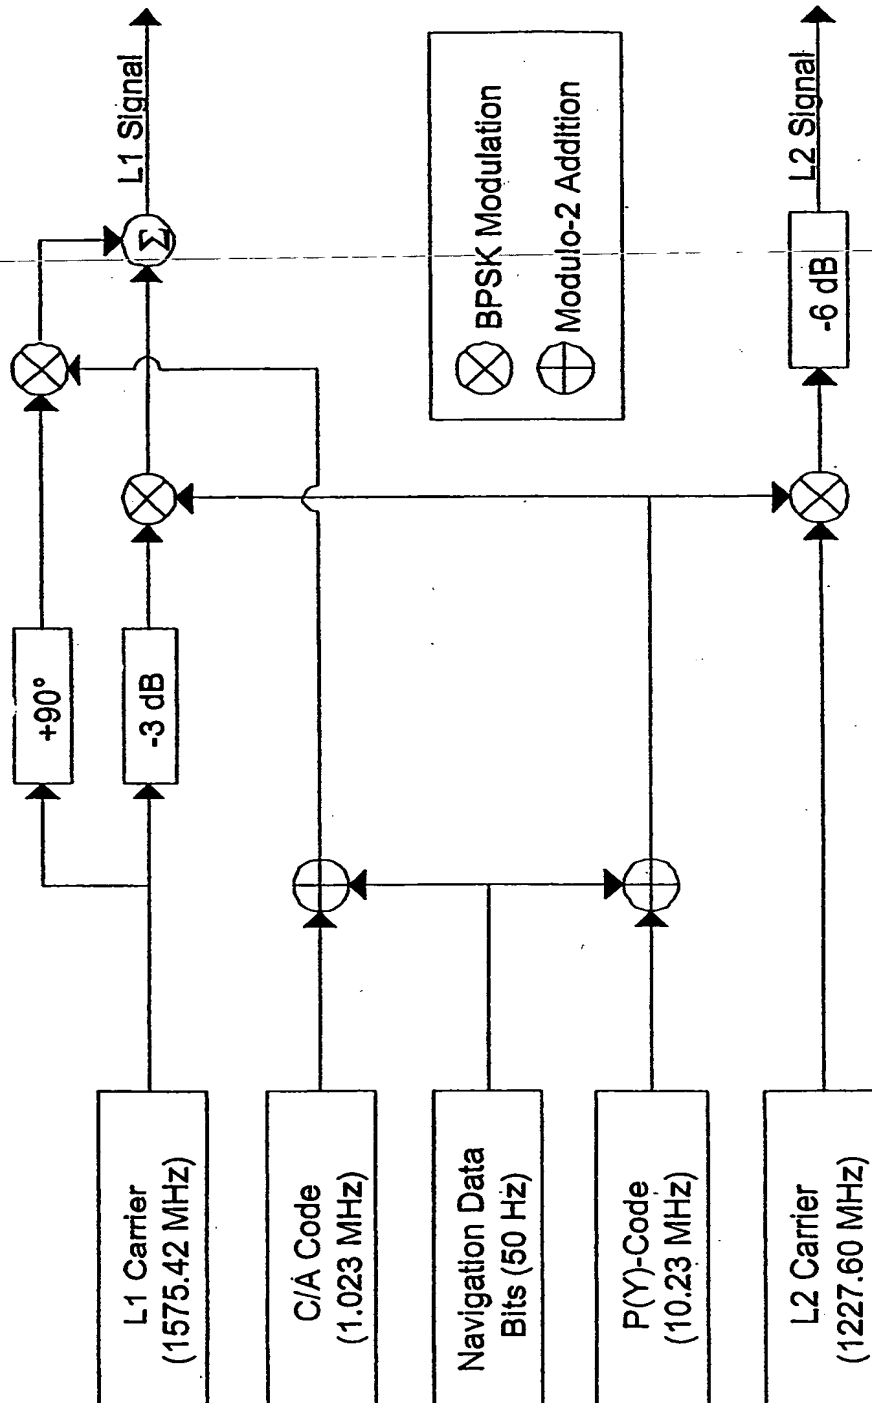 L1 Carrier
(1575.42 MHz)
C/A Code
(1.023 MHz)
Navigation Data
Bits (50 Hz)
P(Y)-Code
(10.23 MHz)
L2 Carrier
(1227.60 MHz)
+90°
-3 dB
Σ
L1 Signal
BPSK Modulation
Modulo-2 Addition
-6 dB
L2 Signal